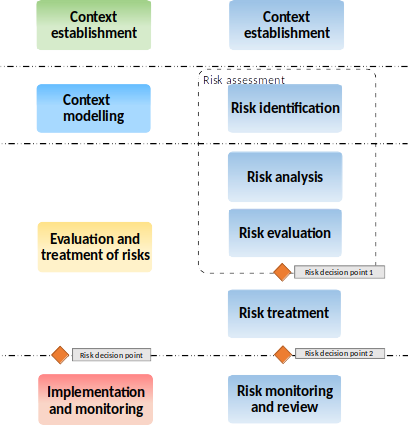 Context
establishment
Context
establishment
Risk assessment
Context
modelling
Risk identification
Risk analysis
Evaluation and
treatment of risks
Risk evaluation
Risk decision point 1
Risk treatment
Risk decision point
Risk decision point 2
Implementation
and monitoring
Risk monitoring
and review